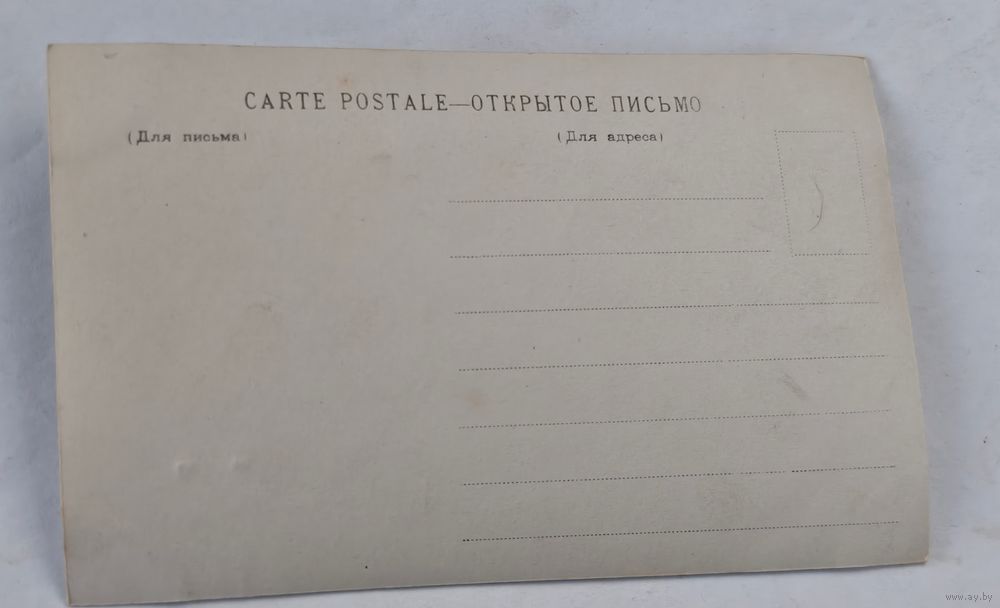 CARTE POSTALE—ОТКРЫТОЕ ПИСЬМО
(Для письма)
(Для адреса)
www.ay.by